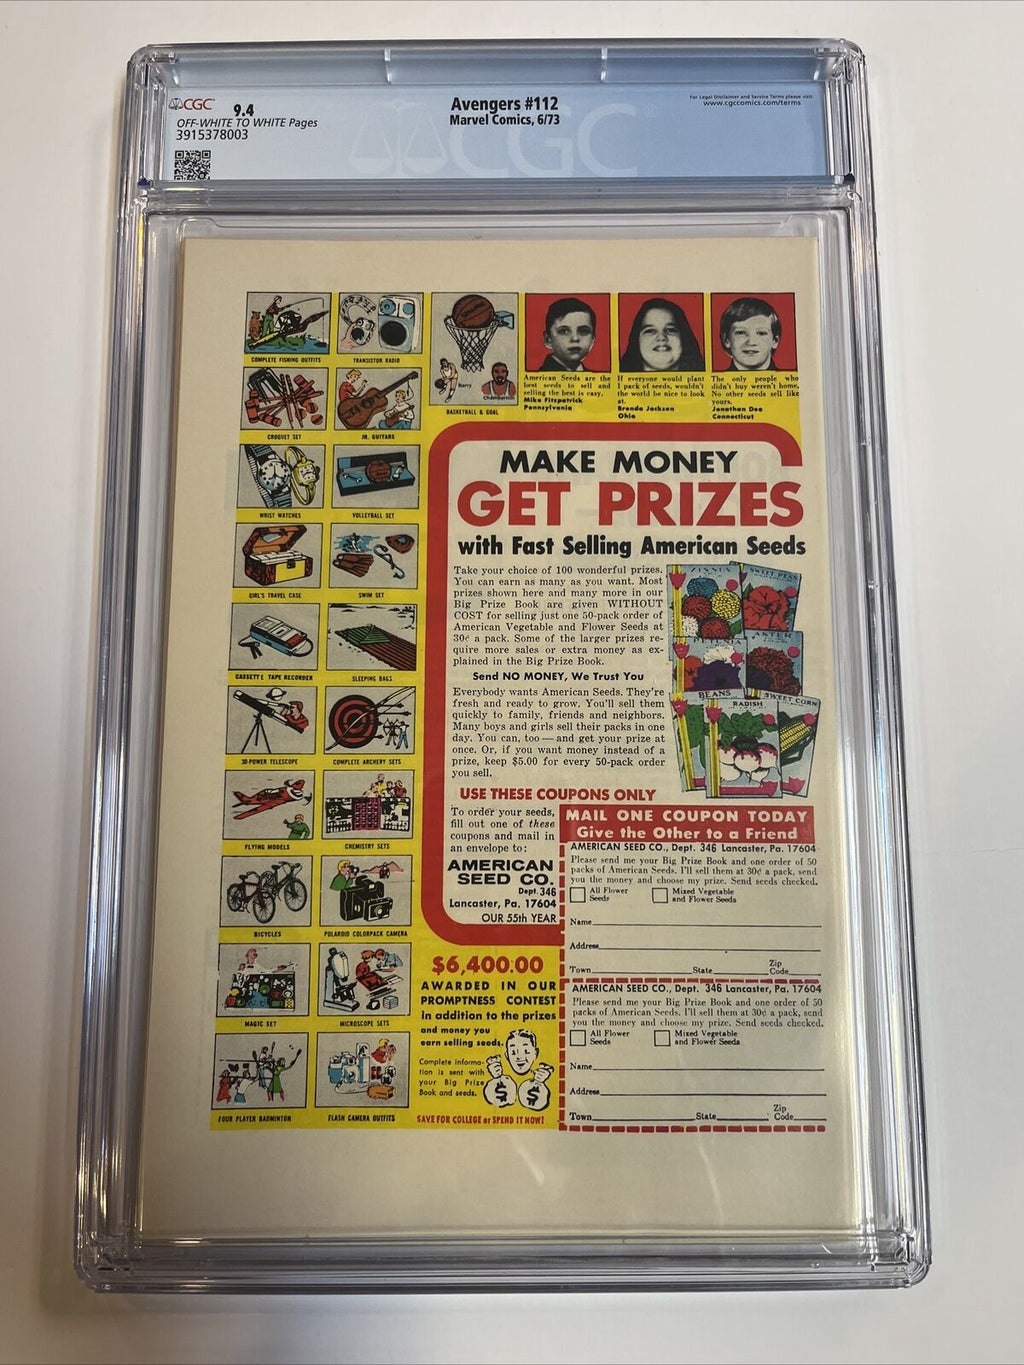 CGC 9.4
OFF-WHITE TO WHITE Pages
3915378003
Avengers #112
Marvel Comics, 6/73
For Legal Disclaimer and Service Terms please visit
www.cgccomics.com/terms
CGC
COMPLETE FISHING OUTFITS
TRANSISTOR RADIO
Barry
Chamberlain
BASKETBALL & GOAL
CROQUET SET
JR. GUITARS
WRIST WATCHES
VOLLEYBALL SET
GIRL'S TRAVEL CASE
SWIM SET
CASSETTE TAPE RECORDER
SLEEPING BAGS
30-POWER TELESCOPE
COMPLETE ARCHERY SETS
FLYING MODELS
CHEMISTRY SETS
BICYCLES
POLAROID COLORPACK CAMERA
MAGIC SET
MICROSCOPE SETS
FOUR PLAYER BADMINTON
FLASH CAMERA OUTFITS
American Seeds are the
best seeds to sell and
selling the best is easy.
Mike Fitzpatrick
Pennsylvania
If everyone would plant
1 pack of seeds, wouldn't
the world be nice to look
at.
Brenda Jackson
Ohio
The only people who
didn't buy weren't home.
No other seeds sell like
yours.
Jonathan Dee
Connecticut
MAKE MONEY
GET PRIZES
with Fast Selling American Seeds
Take your choice of 100 wonderful prizes.
You can earn as many as you want. Most
prizes shown here and many more in our
Big Prize Book are given WITHOUT
COST for selling just one 50-pack order of
American Vegetable and Flower Seeds at
30¢ a pack. Some of the larger prizes re-
quire more sales or extra money as ex-
plained in the Big Prize Book.
Send NO MONEY, We Trust You
Everybody wants American Seeds. They're
fresh and ready to grow. You'll sell them
quickly to family, friends and neighbors.
Many boys and girls sell their packs in one
day. You can, too — and get your prize at
once. Or, if you want money instead of a
prize, keep $5.00 for every 50-pack order
you sell.
ZINNIA
SWEET PEAS
PETUNIA
ASTER
BEANS
RADISH
SWEET CORN
USE THESE COUPONS ONLY
To order your seeds,
fill out one of these
coupons and mail in
an envelope to:
AMERICAN
SEED CO.
Dept. 346
Lancaster, Pa. 17604
OUR 55th YEAR
MAIL ONE COUPON TODAY
Give the Other to a Friend
AMERICAN SEED CO., Dept. 346 Lancaster, Pa. 17604
Please send me your Big Prize Book and one order of 50
packs of American Seeds. I'll sell them at 30¢ a pack, send
you the money and choose my prize. Send seeds checked.
All Flower Seeds
Mixed Vegetable and Flower Seeds
Name
Address
Town State Zip Code
AMERICAN SEED CO., Dept. 346 Lancaster, Pa. 17604
Please send me your Big Prize Book and one order of 50
packs of American Seeds. I'll sell them at 30¢ a pack, send
you the money and choose my prize. Send seeds checked.
All Flower Seeds
Mixed Vegetable and Flower Seeds
Name
Address
Town State Zip Code
$6,400.00
AWARDED IN OUR
PROMPTNESS CONTEST
In addition to the prizes
and money you
earn selling seeds.
Complete informa-
tion is sent with
your Big Prize
Book and seeds.
$ $
SAVE FOR COLLEGE or SPEND IT NOW!